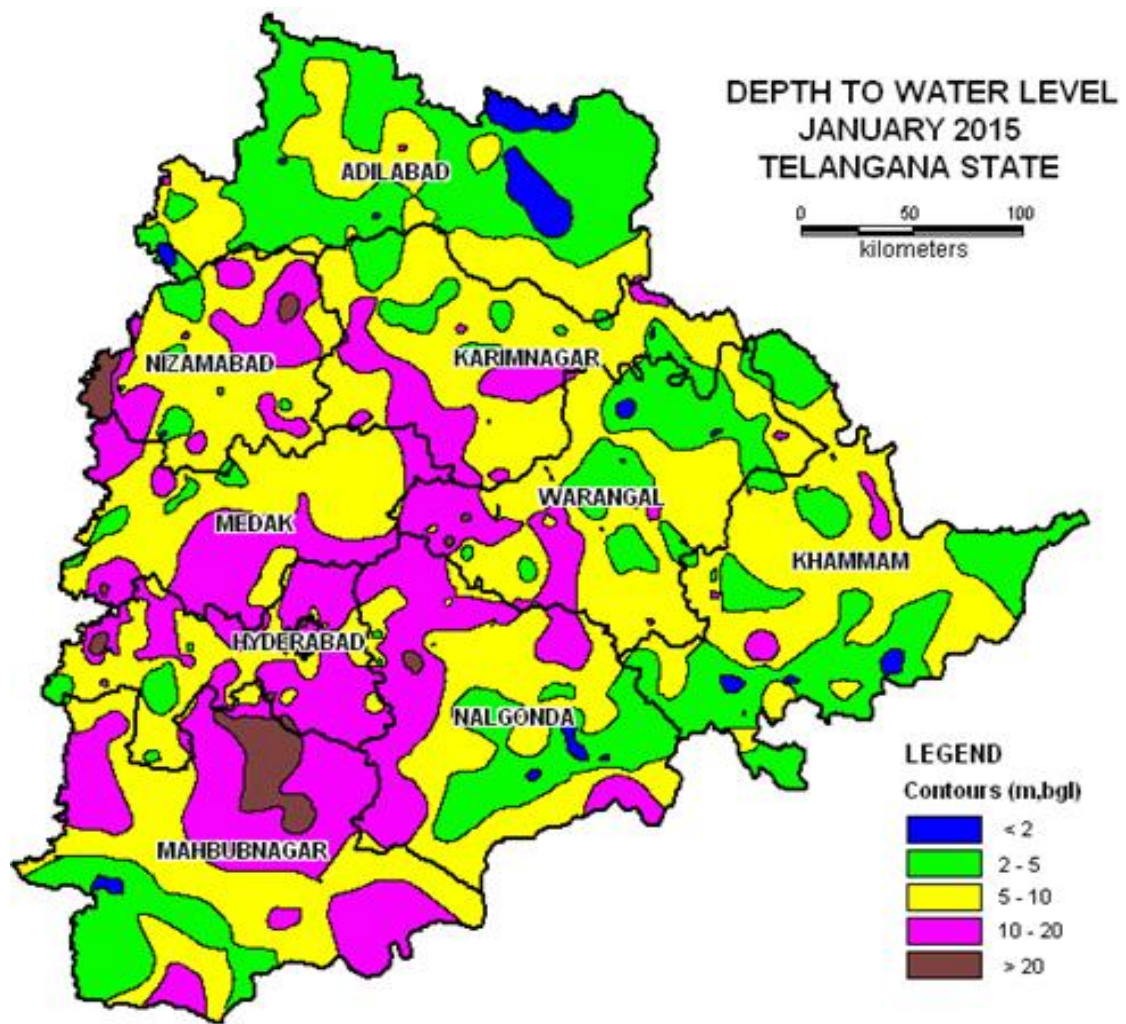 DEPTH TO WATER LEVEL
JANUARY 2015
TELANGANA STATE
0 50 100
kilometers
ADILABAD
NIZAMABAD
KARIMNAGAR
WARANGAL
MEDAK
KHAMMAM
HYDERABAD
NALGONDA
MAHBUBNAGAR
LEGEND
Contours (m,bgl)
< 2
2 - 5
5 - 10
10 - 20
> 20